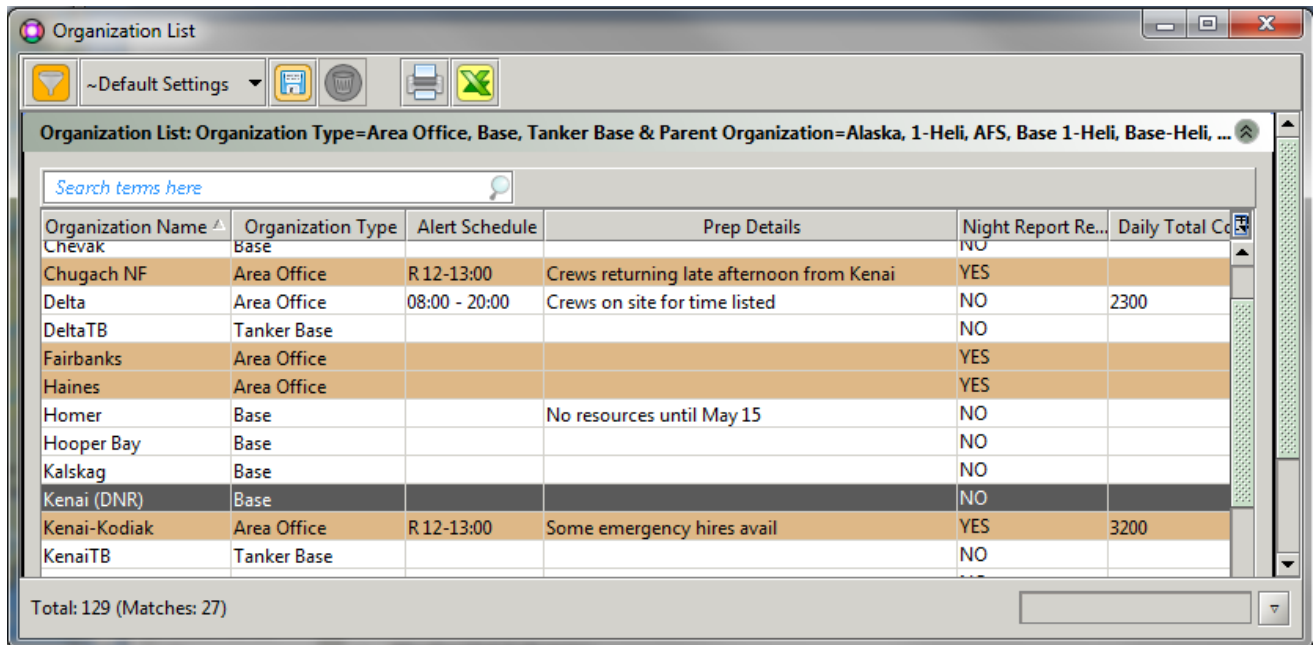 Organization List
~Default Settings
Organization List: Organization Type=Area Office, Base, Tanker Base & Parent Organization=Alaska, 1-Heli, AFS, Base 1-Heli, Base-Heli, ...
Search terms here
Organization Name Organization Type Alert Schedule Prep Details Night Report Re... Daily Total Co
Chevak Base NO
Chugach NF Area Office R 12-13:00 Crews returning late afternoon from Kenai YES
Delta Area Office 08:00 - 20:00 Crews on site for time listed NO 2300
DeltaTB Tanker Base NO
Fairbanks Area Office YES
Haines Area Office YES
Homer Base No resources until May 15 NO
Hooper Bay Base NO
Kalskag Base NO
Kenai (DNR) Base NO
Kenai-Kodiak Area Office R 12-13:00 Some emergency hires avail YES 3200
KenaiTB Tanker Base NO
Total: 129 (Matches: 27)